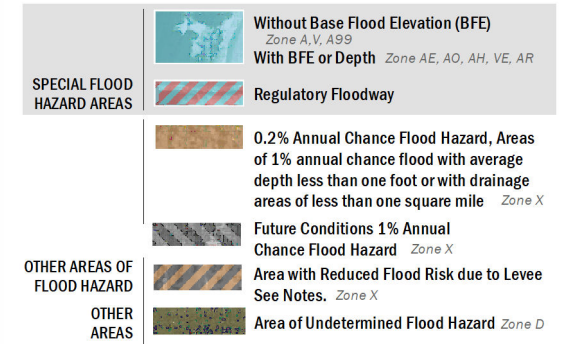 Without Base Flood Elevation (BFE)
Zone A,V, A99
With BFE or Depth Zone AE, AO, AH, VE, AR
SPECIAL FLOOD
HAZARD AREAS
Regulatory Floodway
0.2% Annual Chance Flood Hazard, Areas
of 1% annual chance flood with average
depth less than one foot or with drainage
areas of less than one square mile Zone X
Future Conditions 1% Annual
Chance Flood Hazard Zone X
OTHER AREAS OF
FLOOD HAZARD
Area with Reduced Flood Risk due to Levee
See Notes. Zone X
OTHER
AREAS
Area of Undetermined Flood Hazard Zone D